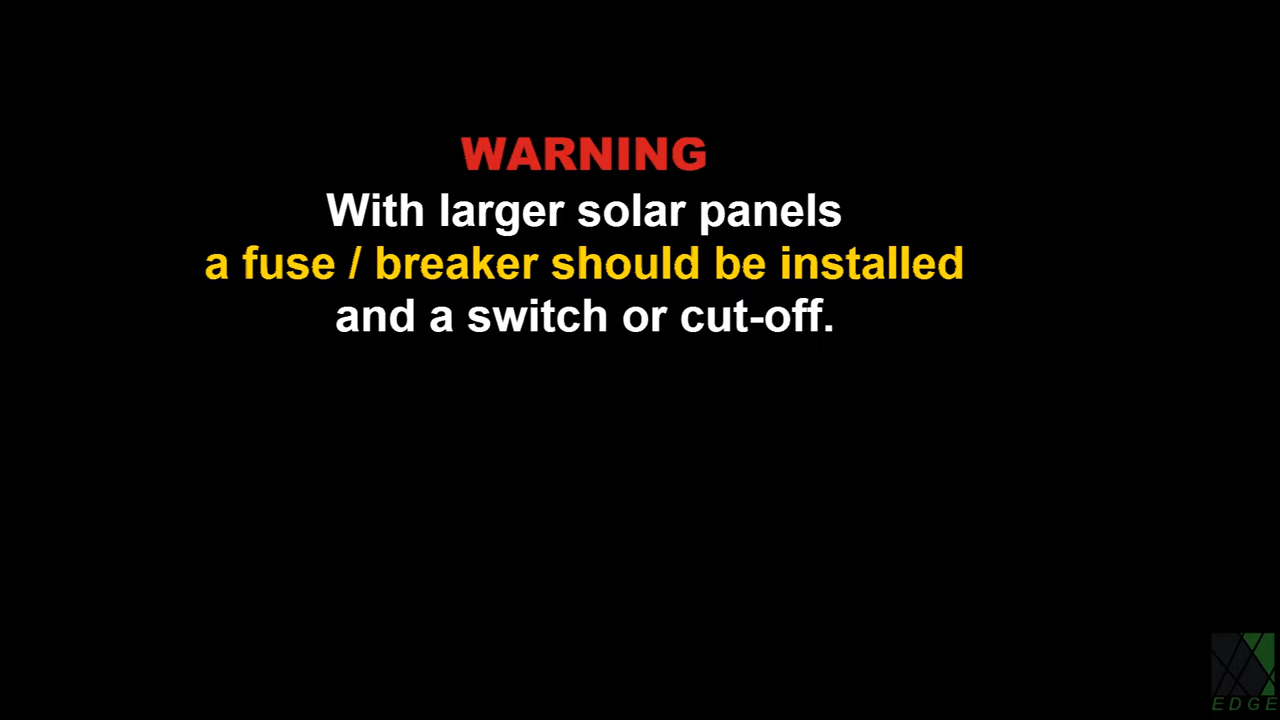 WARNING
With larger solar panels
a fuse / breaker should be installed
and a switch or cut-off.
EDGE